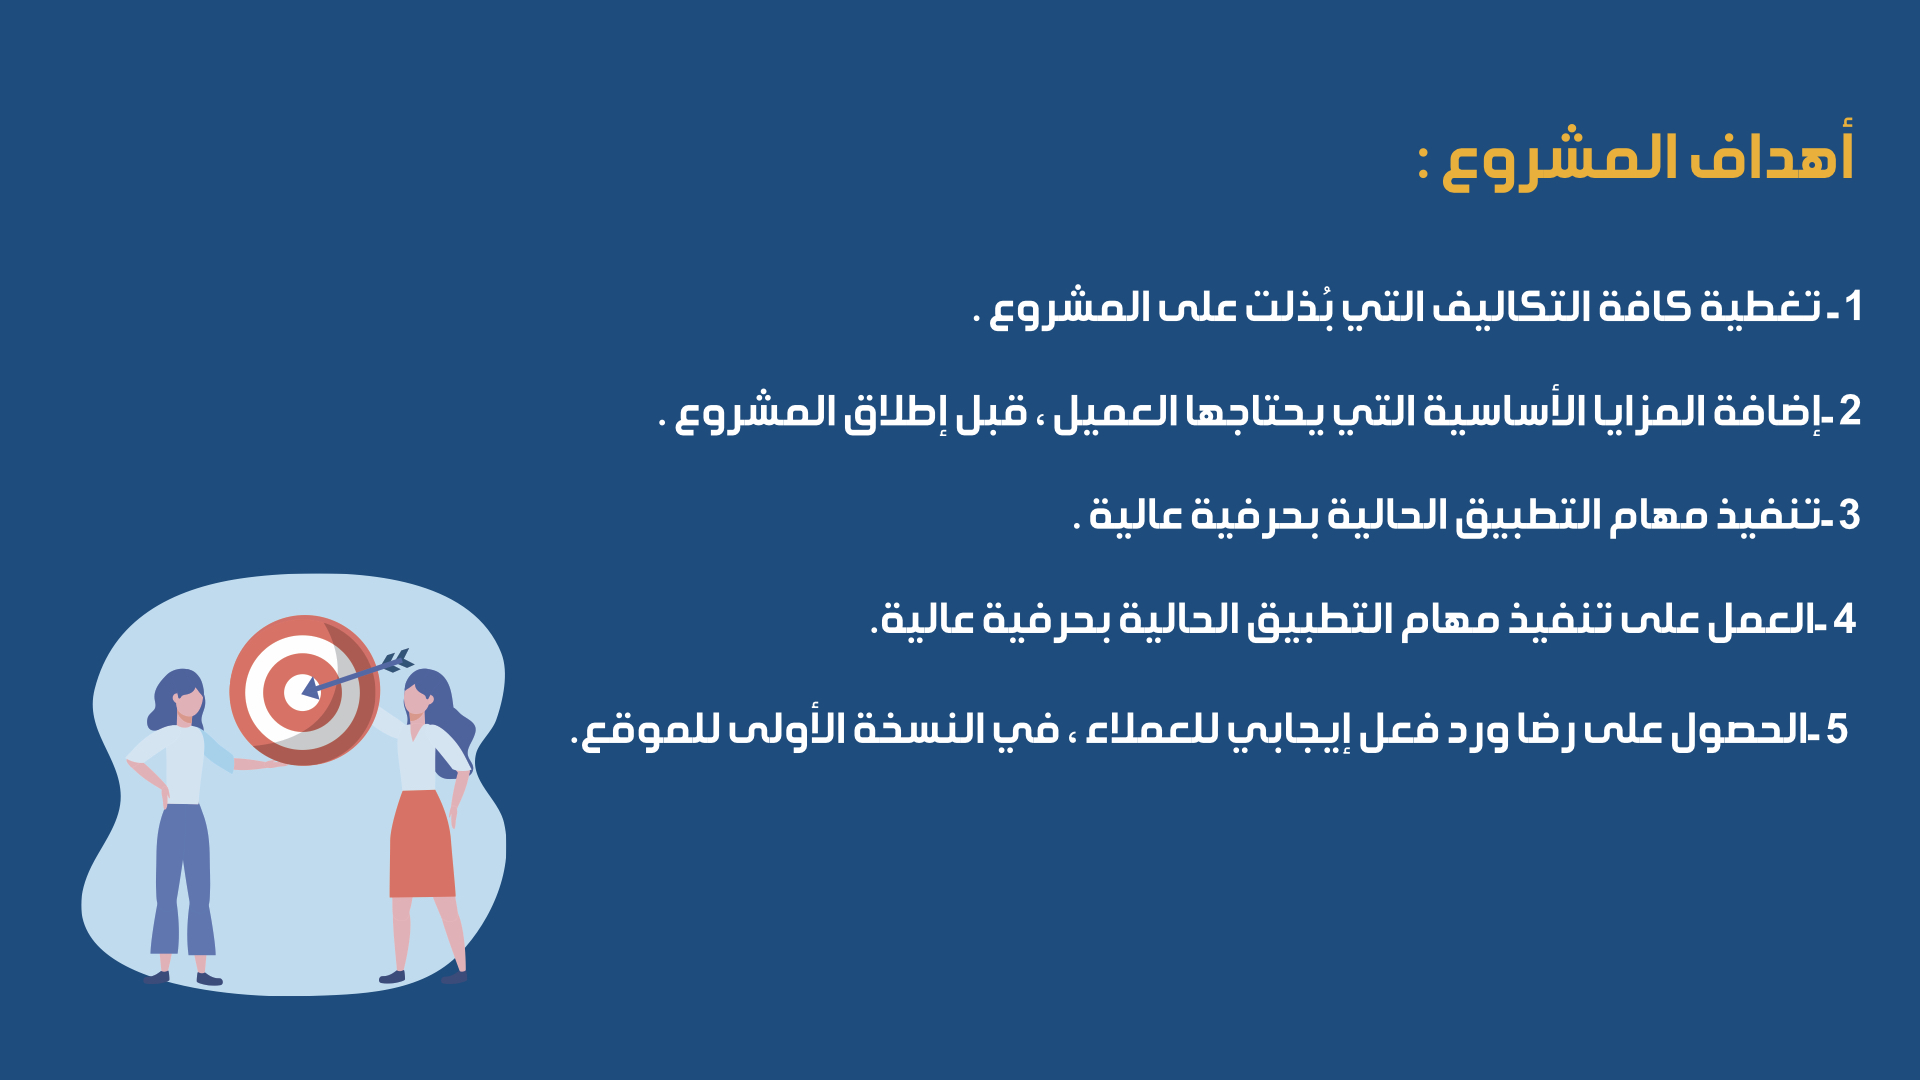 أهداف المشروع :
1- تغطية كافة التكاليف التي بُذلت على المشروع .
2-إضافة المزايا الأساسية التي يحتاجها العميل ، قبل إطلاق المشروع .
3-تنفيذ مهام التطبيق الحالية بحرفية عالية .
4-العمل على تنفيذ مهام التطبيق الحالية بحرفية عالية.
5-الحصول على رضا ورد فعل إيجابي للعملاء ، في النسخة الأولى للموقع.